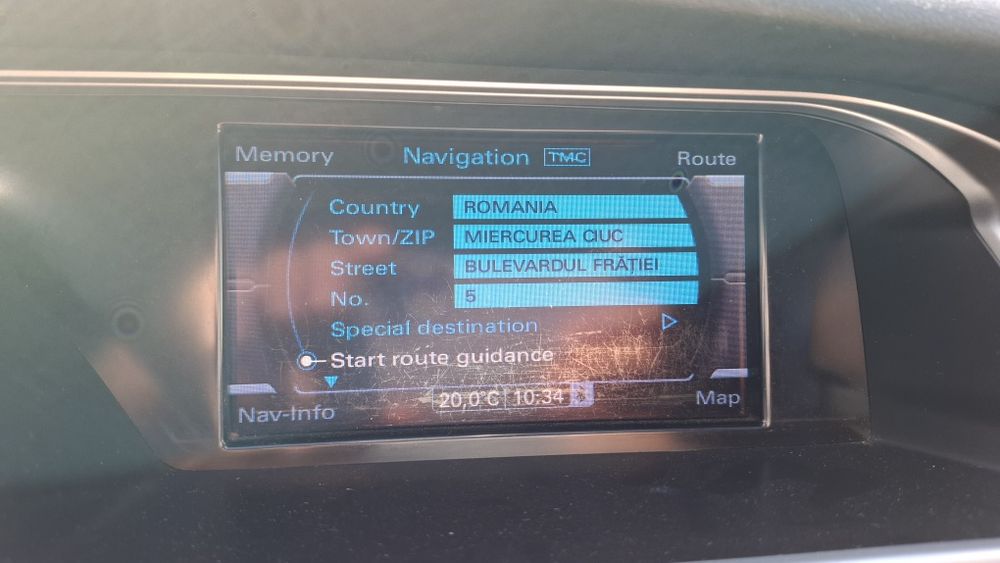 Memory Navigation TMC Route
Country ROMANIA
Town/ZIP MIERCUREA CIUC
Street BULEVARDUL FRĂȚIEI
No. 5
Special destination
Start route guidance
Nav-Info 20,0°C 10:34 Map